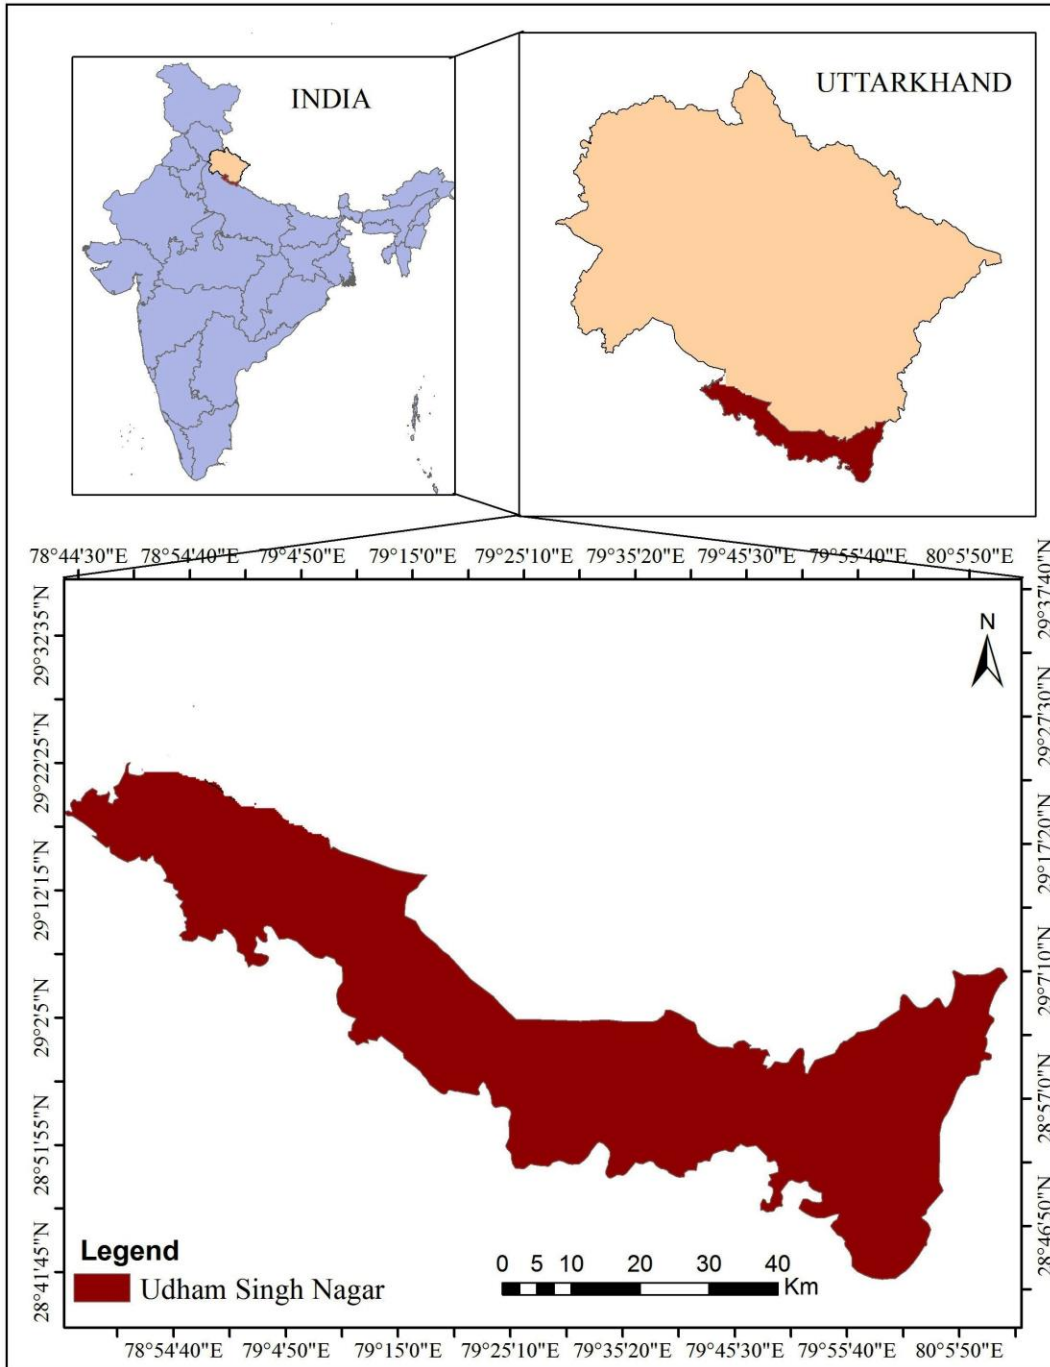 INDIA
UTTARKHAND
78°44'30"E 78°54'40"E 79°4'50"E 79°15'0"E 79°25'10"E 79°35'20"E 79°45'30"E 79°55'40"E 80°5'50"E
29°32'35"N
29°22'25"N
29°12'15"N
29°2'5"N
28°51'55"N
28°41'45"N
N
29°37'40"N
29°27'30"N
29°17'20"N
29°7'10"N
28°57'0"N
28°46'50"N
Legend
Udham Singh Nagar
0 5 10 20 30 40
Km
78°54'40"E 79°4'50"E 79°15'0"E 79°25'10"E 79°35'20"E 79°45'30"E 79°55'40"E 80°5'50"E